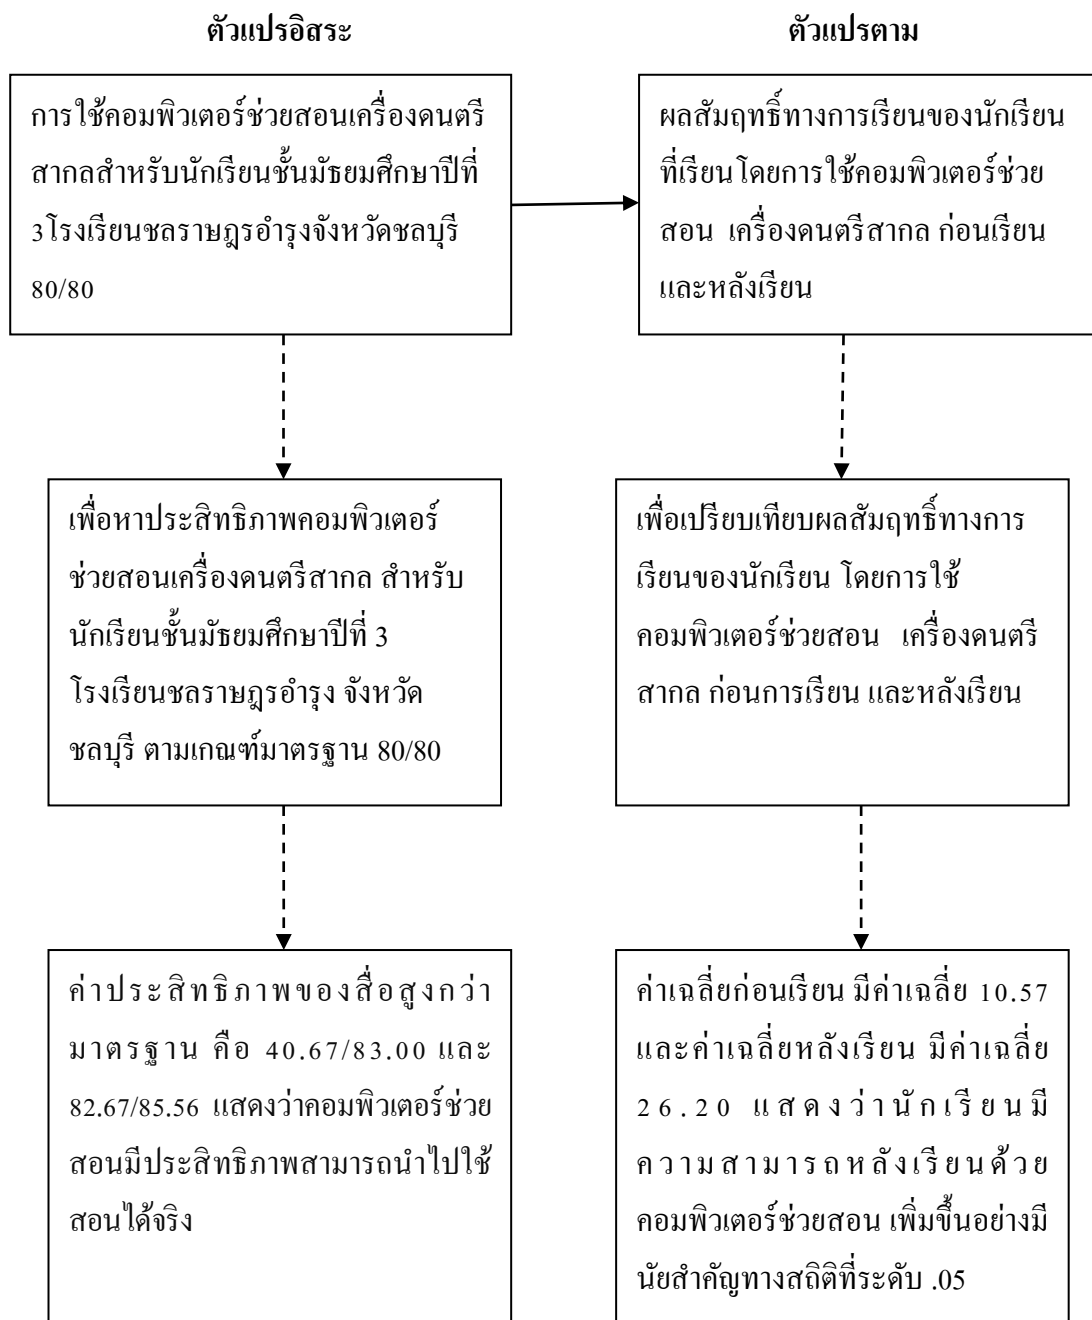 ตัวแปรอิสระ
ตัวแปรตาม
การใช้คอมพิวเตอร์ช่วยสอนเครื่องดนตรี
สากลสำหรับนักเรียนชั้นมัธยมศึกษาปีที่
3โรงเรียนชลราษฎรอำรุงจังหวัดชลบุรี
80/80
ผลสัมฤทธิ์ทางการเรียนของนักเรียน
ที่เรียนโดยการใช้คอมพิวเตอร์ช่วย
สอน เครื่องดนตรีสากล ก่อนเรียน
และหลังเรียน
เพื่อหาประสิทธิภาพคอมพิวเตอร์
ช่วยสอนเครื่องดนตรีสากล สำหรับ
นักเรียนชั้นมัธยมศึกษาปีที่ 3
โรงเรียนชลราษฎรอำรุง จังหวัด
ชลบุรี ตามเกณฑ์มาตรฐาน 80/80
เพื่อเปรียบเทียบผลสัมฤทธิ์ทางการ
เรียนของนักเรียน โดยการใช้
คอมพิวเตอร์ช่วยสอน เครื่องดนตรี
สากล ก่อนการเรียน และหลังเรียน
ค่าประสิทธิภาพของสื่อสูงกว่า
มาตรฐาน คือ 40.67/83.00 และ
82.67/85.56 แสดงว่าคอมพิวเตอร์ช่วย
สอนมีประสิทธิภาพสามารถนำไปใช้
สอนได้จริง
ค่าเฉลี่ยก่อนเรียน มีค่าเฉลี่ย 10.57
และค่าเฉลี่ยหลังเรียน มีค่าเฉลี่ย
26.20 แสดงว่านักเรียนมี
ความสามารถหลังเรียนด้วย
คอมพิวเตอร์ช่วยสอน เพิ่มขึ้นอย่างมี
นัยสำคัญทางสถิติที่ระดับ .05